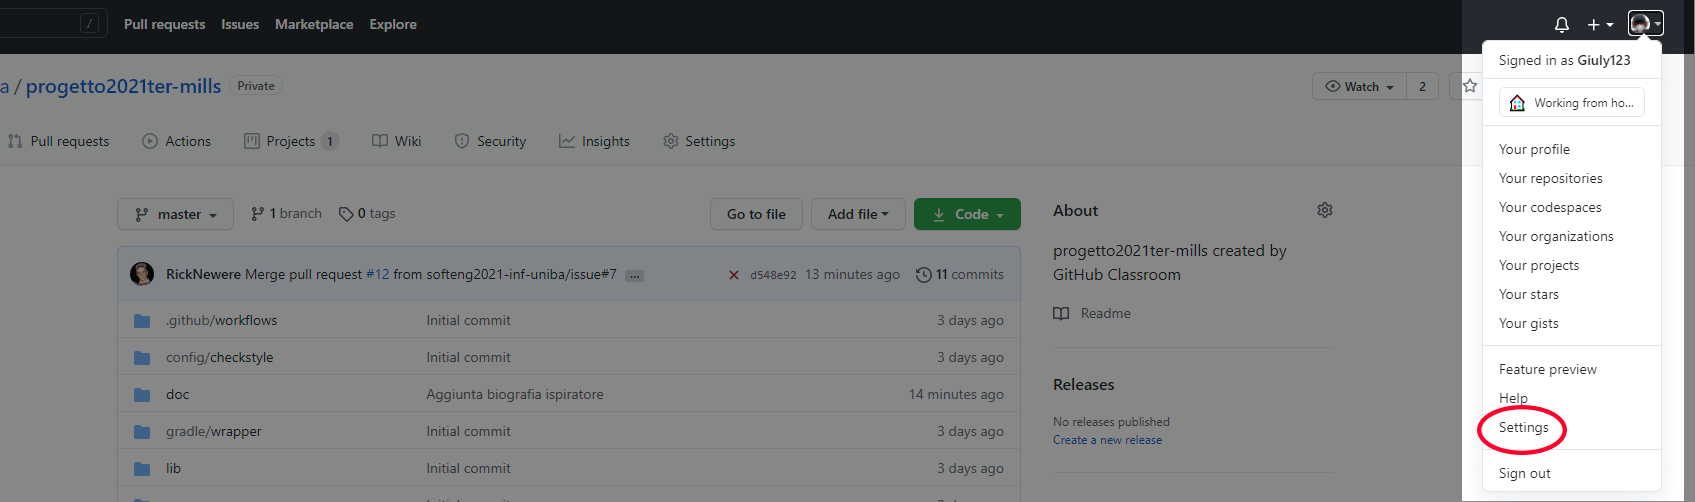 /
Pull requests Issues Marketplace Explore
a / progetto2021ter-mills Private
Watch 2
Pull requests Actions Projects 1 Wiki Security Insights Settings
master 1 branch 0 tags Go to file Add file Code
RickNewere Merge pull request #12 from softeng2021-inf-uniba/issue#7 ... d548e92 13 minutes ago 11 commits
.github/workflows Initial commit 3 days ago
config/checkstyle Initial commit 3 days ago
doc Aggiunta biografia ispiratore 14 minutes ago
gradle/wrapper Initial commit 3 days ago
lib Initial commit 3 days ago
About
progetto2021ter-mills created by
GitHub Classroom
Readme
Releases
No releases published
Create a new release
Signed in as Giuly123
Working from ho...
Your profile
Your repositories
Your codespaces
Your organizations
Your projects
Your stars
Your gists
Feature preview
Help
Settings
Sign out